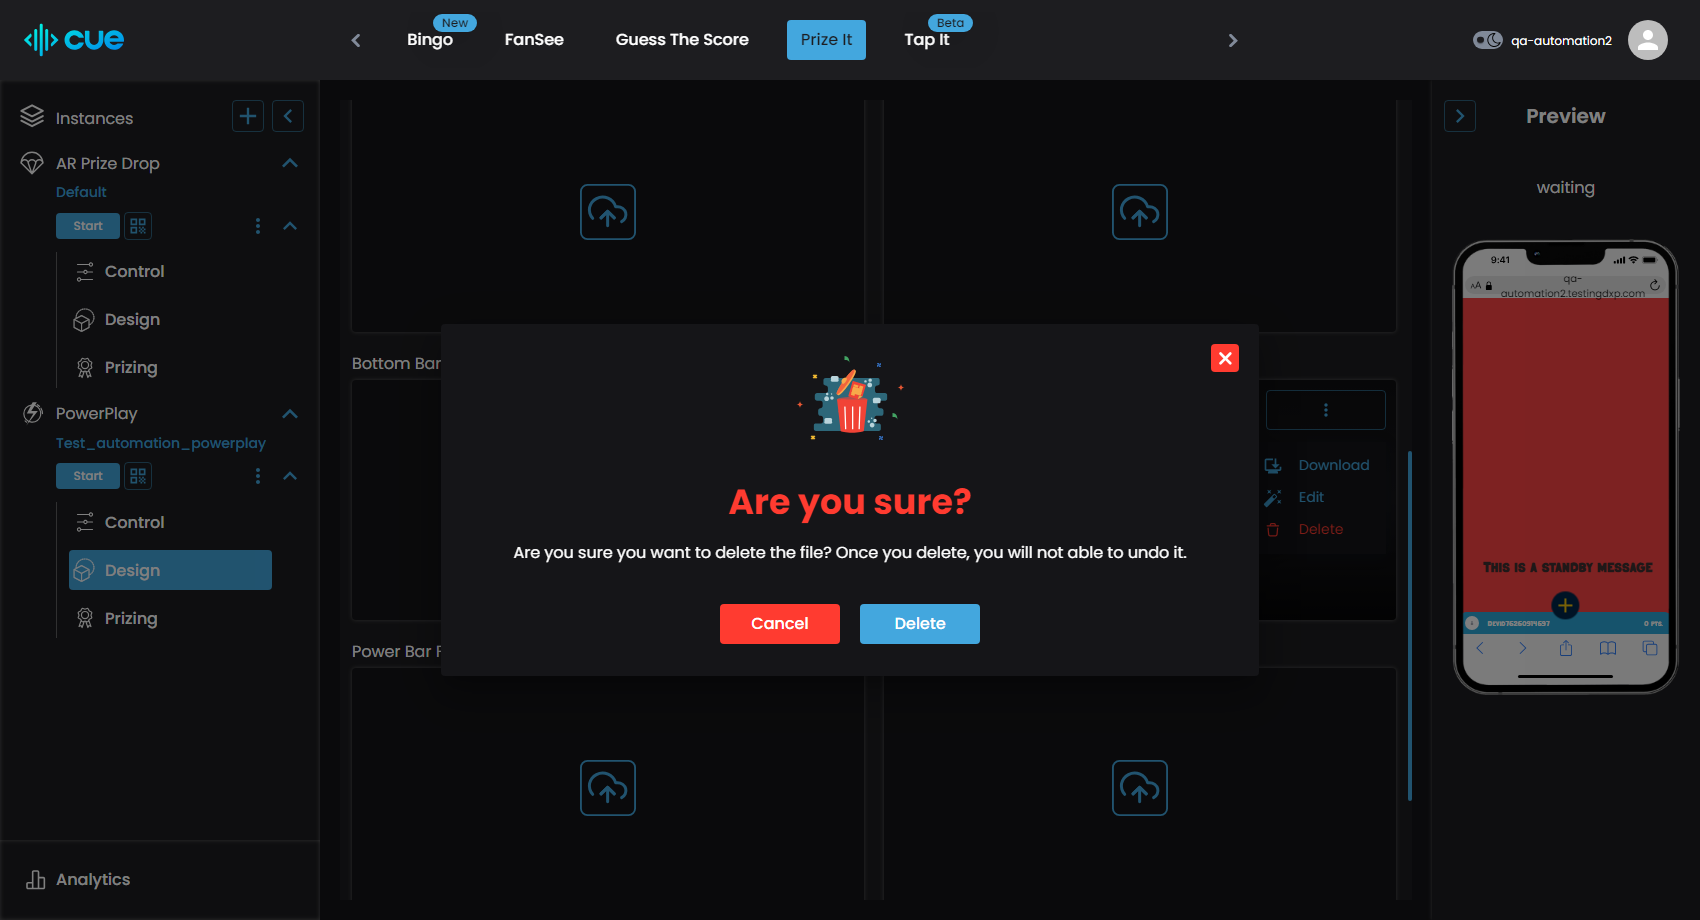 cue
Bingo
New
FanSee
Guess The Score
Prize It
Tap It
Beta
qa-automation2
Instances
AR Prize Drop
Default
Start
Control
Design
Prizing
PowerPlay
Test_automation_powerplay
Start
Control
Design
Prizing
Analytics
Bottom Bar
Power Bar
Download
Edit
Delete
Are you sure?
Are you sure you want to delete the file? Once you delete, you will not able to undo it.
Cancel
Delete
Preview
waiting
9:41
AA
qa-
automation2.testingdxp.com
This is a standby message
0 PTS.